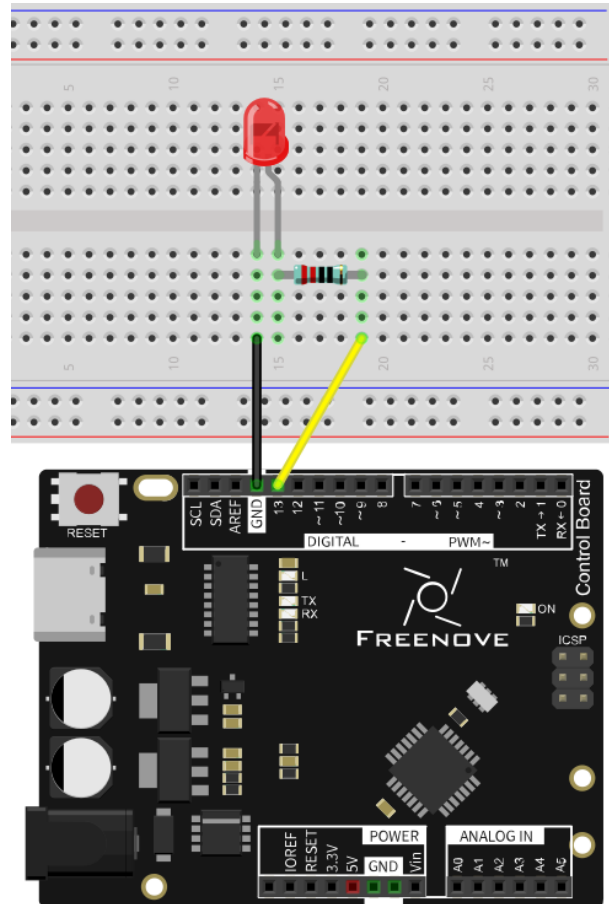 5 10 15 20 25 30
5 10 15 20 25 30
RESET
SCL SDA AREF GND 13 12 ~11 ~10 ~9 8 7 ~6 ~5 4 ~3 2 TX→1 RX←0
DIGITAL - PWM~
Control Board
L
TX
RX
TM
ON
FREENOVE
ICSP
POWER
ANALOG IN
IOREF RESET 3.3V 5V GND Vin A0 A1 A2 A3 A4 A5